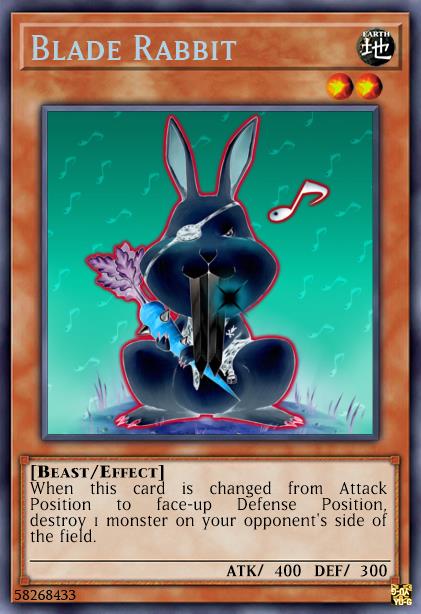 Blade Rabbit
EARTH
地
[Beast/Effect]
When this card is changed from Attack
Position to face-up Defense Position,
destroy 1 monster on your opponent's side of
the field.
ATK/ 400 DEF/ 300
58268433